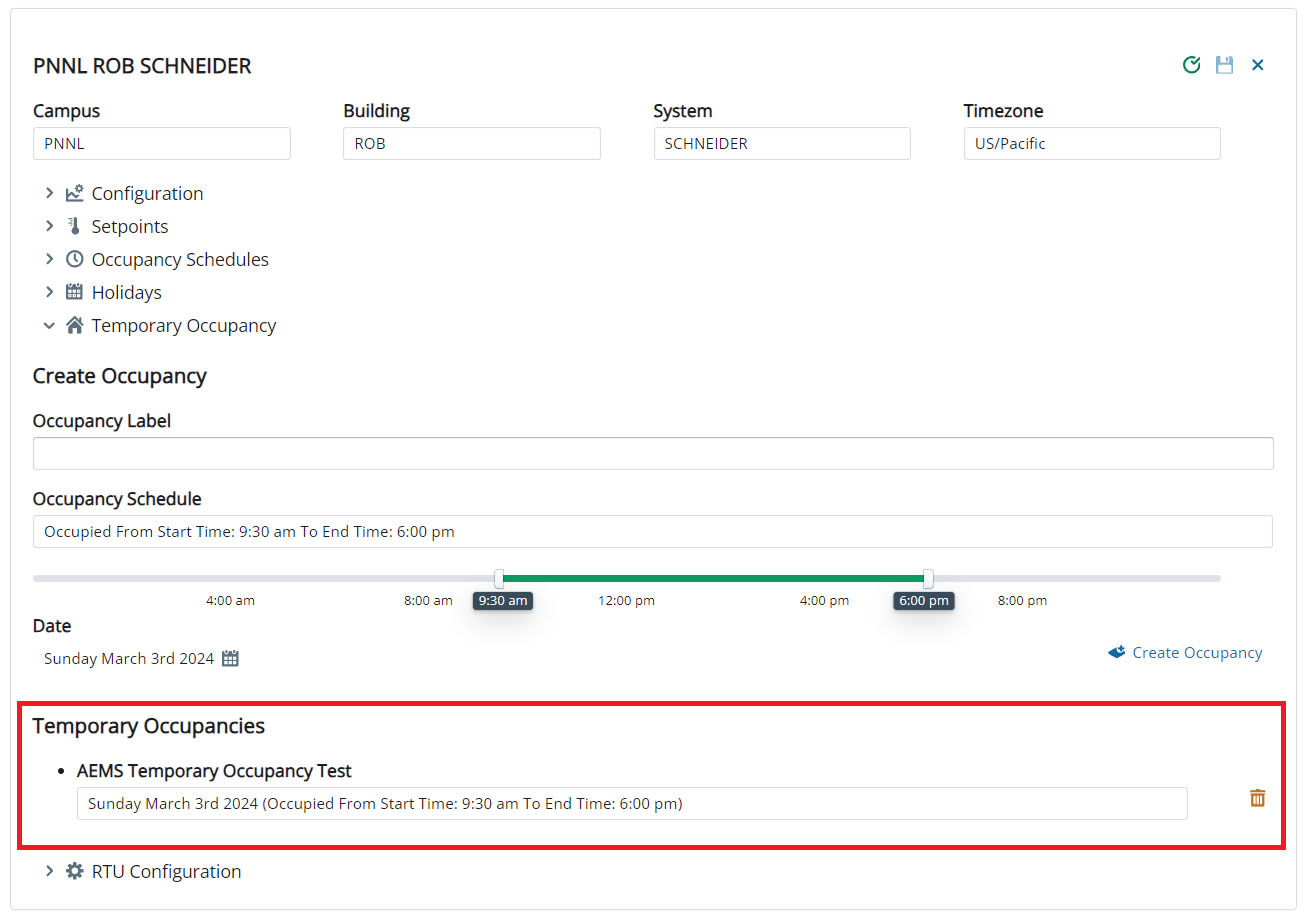 PNNL ROB SCHNEIDER
Campus Building System Timezone
PNNL ROB SCHNEIDER US/Pacific
Configuration
Setpoints
Occupancy Schedules
Holidays
Temporary Occupancy
Create Occupancy
Occupancy Label
Occupancy Schedule
Occupied From Start Time: 9:30 am To End Time: 6:00 pm
4:00 am 8:00 am 9:30 am 12:00 pm 4:00 pm 6:00 pm 8:00 pm
Date
Sunday March 3rd 2024 Create Occupancy
Temporary Occupancies
• AEMS Temporary Occupancy Test
Sunday March 3rd 2024 (Occupied From Start Time: 9:30 am To End Time: 6:00 pm)
RTU Configuration